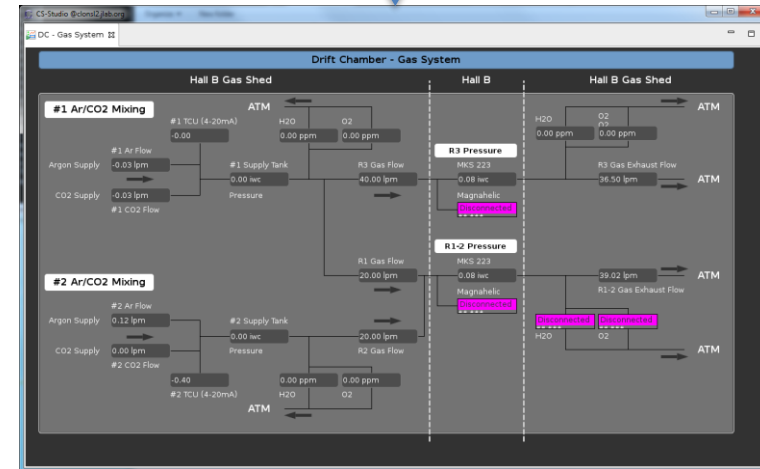 CS-Studio @clonsl2.jlab.org
DC - Gas System
Drift Chamber - Gas System
Hall B Gas Shed
Hall B
Hall B Gas Shed
#1 Ar/CO2 Mixing
ATM
ATM
#1 TCU (4-20mA)
H2O
O2
H2O
O2
O2
-0.00
0.00 ppm
0.00 ppm
0.00 ppm
0.00 ppm
#1 Ar Flow
R3 Pressure
Argon Supply
-0.03 lpm
#1 Supply Tank
R3 Gas Flow
MKS 223
R3 Gas Exhaust Flow
0.00 iwc
40.00 lpm
0.08 iwc
36.50 lpm
ATM
CO2 Supply
-0.03 lpm
Pressure
Magnahelic
#1 CO2 Flow
Disconnected
R1-2 Pressure
R1 Gas Flow
MKS 223
#2 Ar/CO2 Mixing
20.00 lpm
0.08 iwc
39.02 lpm
ATM
Magnahelic
R1-2 Gas Exhaust Flow
#2 Ar Flow
Disconnected
Argon Supply
0.12 lpm
#2 Supply Tank
Disconnected
Disconnected
0.00 iwc
20.00 lpm
H2O
O2
CO2 Supply
0.00 lpm
Pressure
R2 Gas Flow
ATM
#2 CO2 Flow
-0.40
0.00 ppm
0.00 ppm
#2 TCU (4-20mA)
H2O
O2
ATM